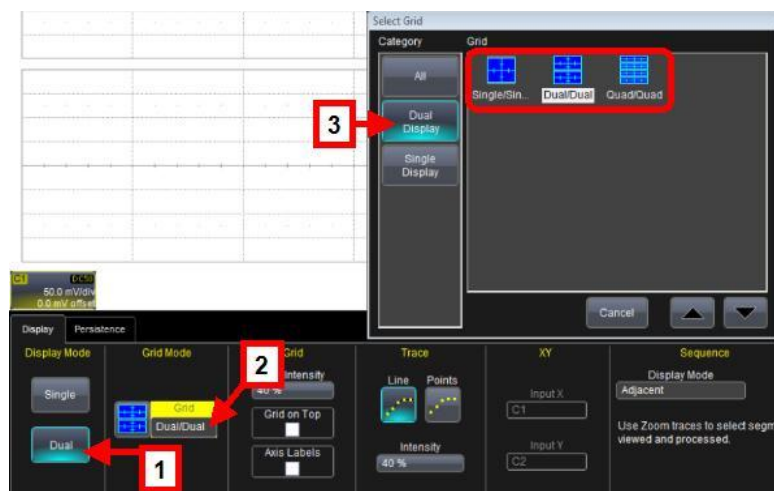 Select Grid
Category
Grid
All
Dual
Display
Single
Display
Single/Sin...
Dual/Dual
Quad/Quad
3
Cancel
C1
DC50
50.0 mV/div
0.0 mV offset
Display
Persistence
Display Mode
Single
Dual
1
Grid Mode
Grid
Dual/Dual
2
Grid
Intensity
40 %
Grid on Top
Axis Labels
Trace
Line
Points
Intensity
40 %
XY
Input X
C1
Input Y
C2
Sequence
Display Mode
Adjacent
Use Zoom traces to select segm
viewed and processed.